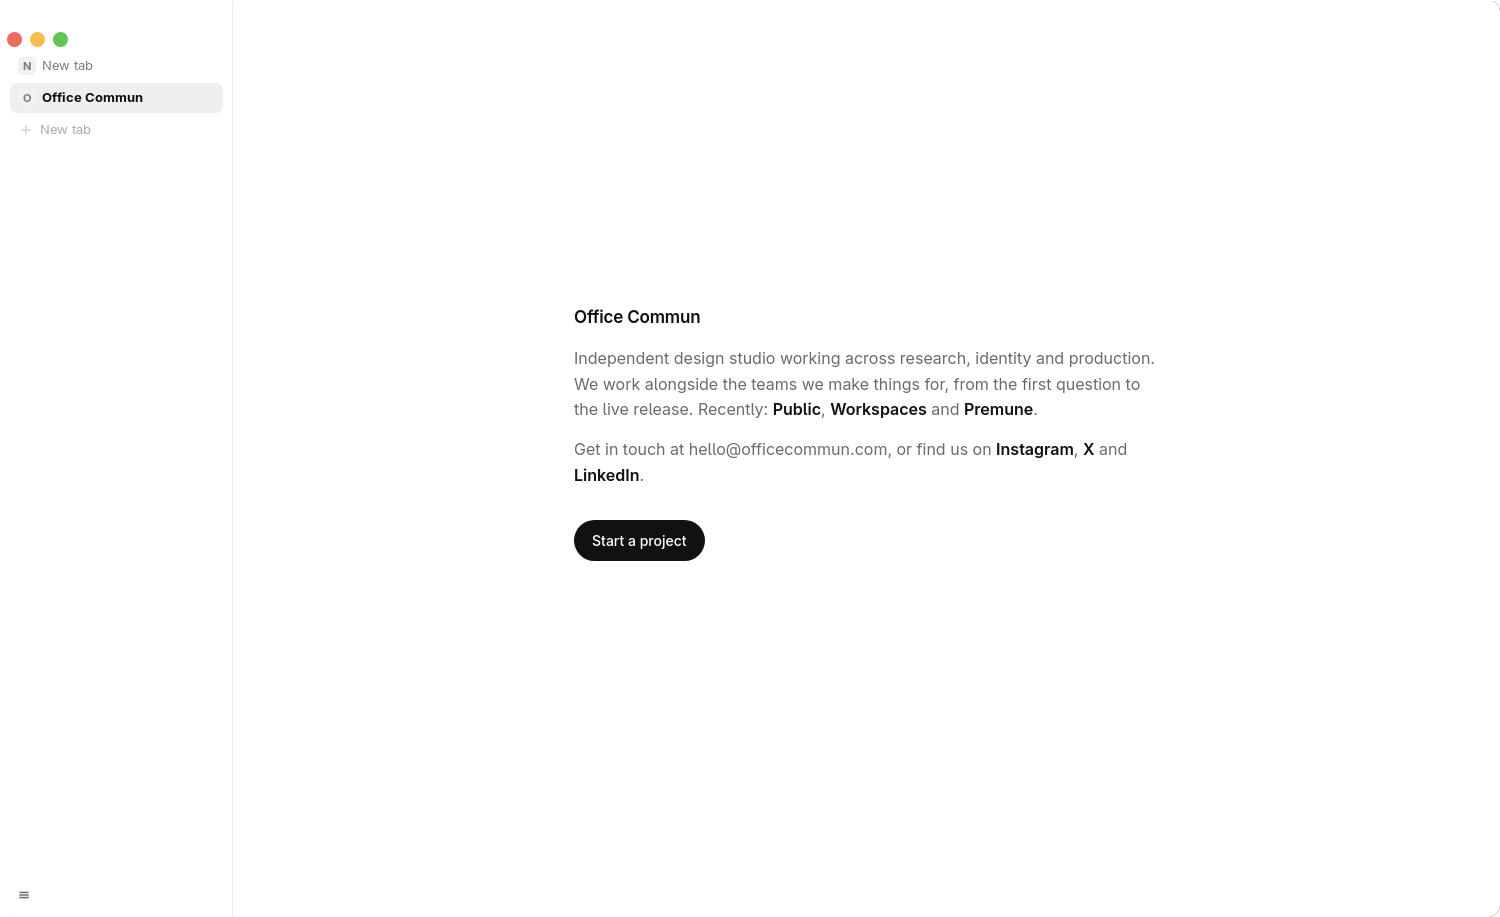 N New tab
O Office Commun
+ New tab
Office Commun
Independent design studio working across research, identity and production.
We work alongside the teams we make things for, from the first question to
the live release. Recently: Public, Workspaces and Premune.
Get in touch at hello@officecommun.com, or find us on Instagram, X and
LinkedIn.
Start a project